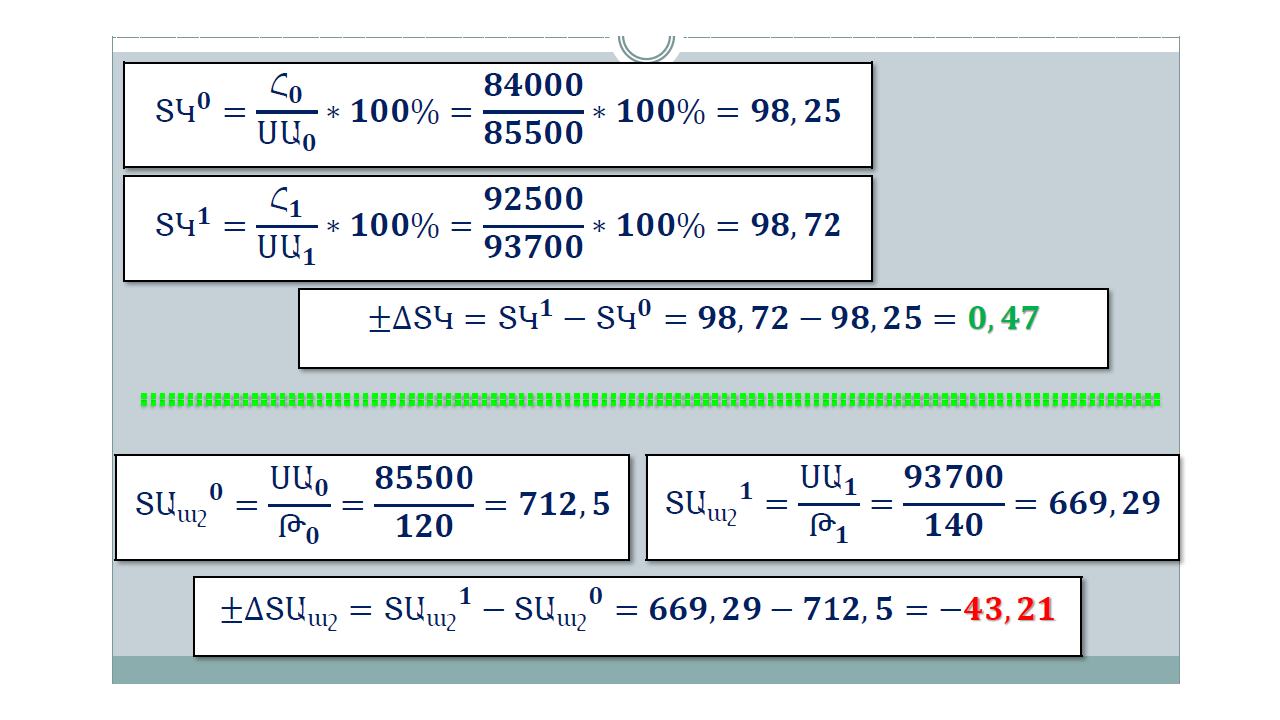 ՏԿ⁰ = Հ₀/ՍԱ₀ * 100% = 84000/85500 * 100% = 98,25
ՏԿ¹ = Հ₁/ՍԱ₁ * 100% = 92500/93700 * 100% = 98,72
±ΔՏԿ = ՏԿ¹ − ՏԿ⁰ = 98,72 − 98,25 = 0,47
ՏԱաշ⁰ = ՍԱ₀/Թ₀ = 85500/120 = 712,5
ՏԱաշ¹ = ՍԱ₁/Թ₁ = 93700/140 = 669,29
±ΔՏԱաշ = ՏԱաշ¹ − ՏԱաշ⁰ = 669,29 − 712,5 = −43,21